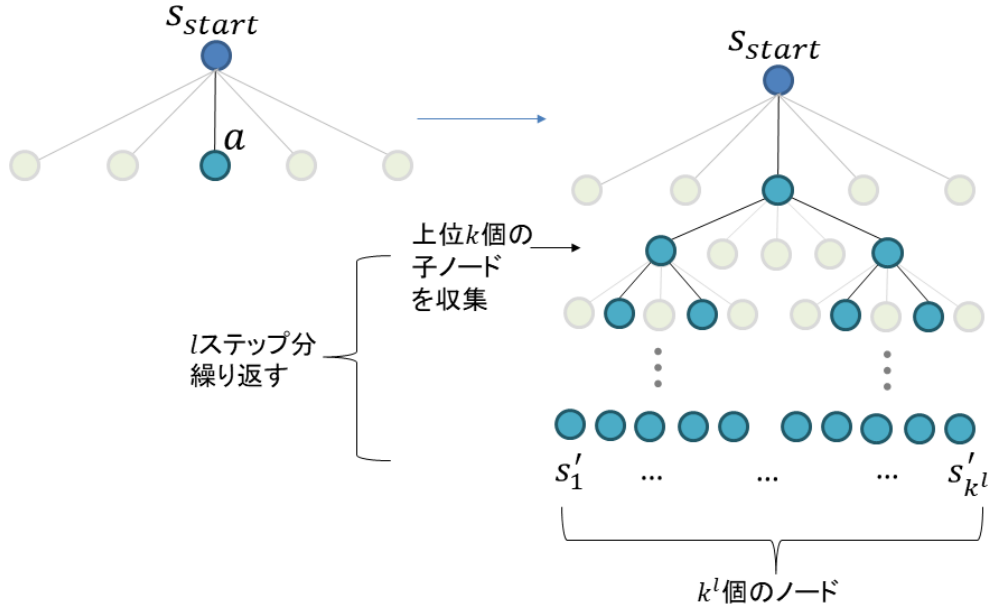 s_start
a
s_start
上位k個の
子ノード
を収集
lステップ分
繰り返す
s′_1 ... ... ... s′_{k^l}
k^l個のノード